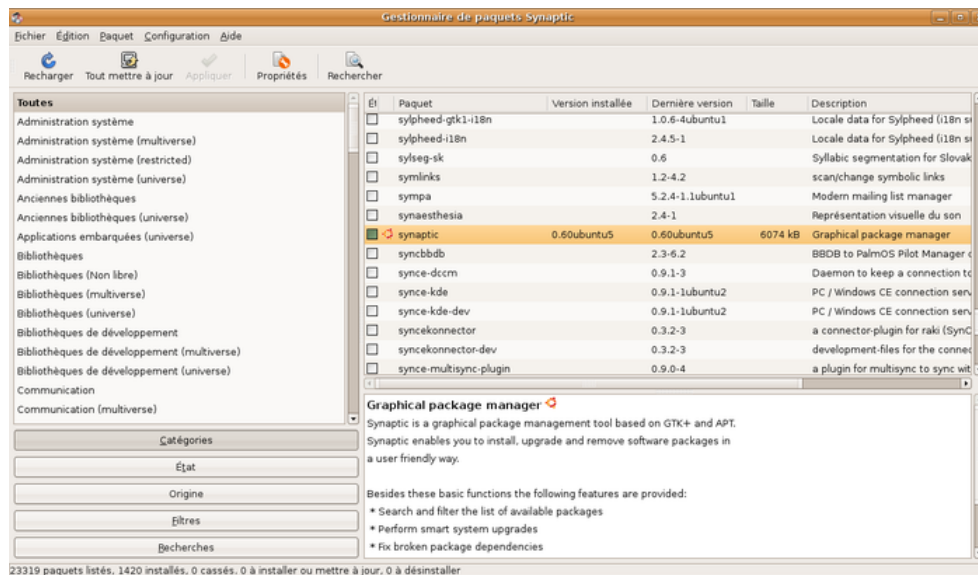 Gestionnaire de paquets Synaptic
Fichier Édition Paquet Configuration Aide
Recharger Tout mettre à jour Appliquer Propriétés Rechercher
Toutes
Administration système
Administration système (multiverse)
Administration système (restricted)
Administration système (universe)
Anciennes bibliothèques
Anciennes bibliothèques (universe)
Applications embarquées (universe)
Bibliothèques
Bibliothèques (Non libre)
Bibliothèques (multiverse)
Bibliothèques (universe)
Bibliothèques de développement
Bibliothèques de développement (multiverse)
Bibliothèques de développement (universe)
Communication
Communication (multiverse)
Catégories
État
Origine
Filtres
Recherches
Ét Paquet Version installée Dernière version Taille Description
sylpheed-gtk1-i18n 1.0.6-4ubuntu1 Locale data for Sylpheed (i18n su
sylpheed-i18n 2.4.5-1 Locale data for Sylpheed (i18n su
sylseg-sk 0.6 Syllabic segmentation for Slovak
symlinks 1.2-4.2 scan/change symbolic links
sympa 5.2.4-1.1ubuntu1 Modern mailing list manager
synaesthesia 2.4-1 Représentation visuelle du son
synaptic 0.60ubuntu5 0.60ubuntu5 6074 kB Graphical package manager
syncbbdb 2.3-6.2 BBDB to PalmOS Pilot Manager c
synce-dccm 0.9.1-3 Daemon to keep a connection to
synce-kde 0.9.1-1ubuntu2 PC / Windows CE connection serv
synce-kde-dev 0.9.1-1ubuntu2 PC / Windows CE connection serv
syncekonnector 0.3.2-3 a connector-plugin for raki (SynC
syncekonnector-dev 0.3.2-3 development-files for the connec
synce-multisync-plugin 0.9.0-4 a plugin for multisync to sync wit
Graphical package manager
Synaptic is a graphical package management tool based on GTK+ and APT.
Synaptic enables you to install, upgrade and remove software packages in
a user friendly way.
Besides these basic functions the following features are provided:
* Search and filter the list of available packages
* Perform smart system upgrades
* Fix broken package dependencies
23319 paquets listés, 1420 installés, 0 cassés. 0 à installer ou mettre à jour, 0 à désinstaller